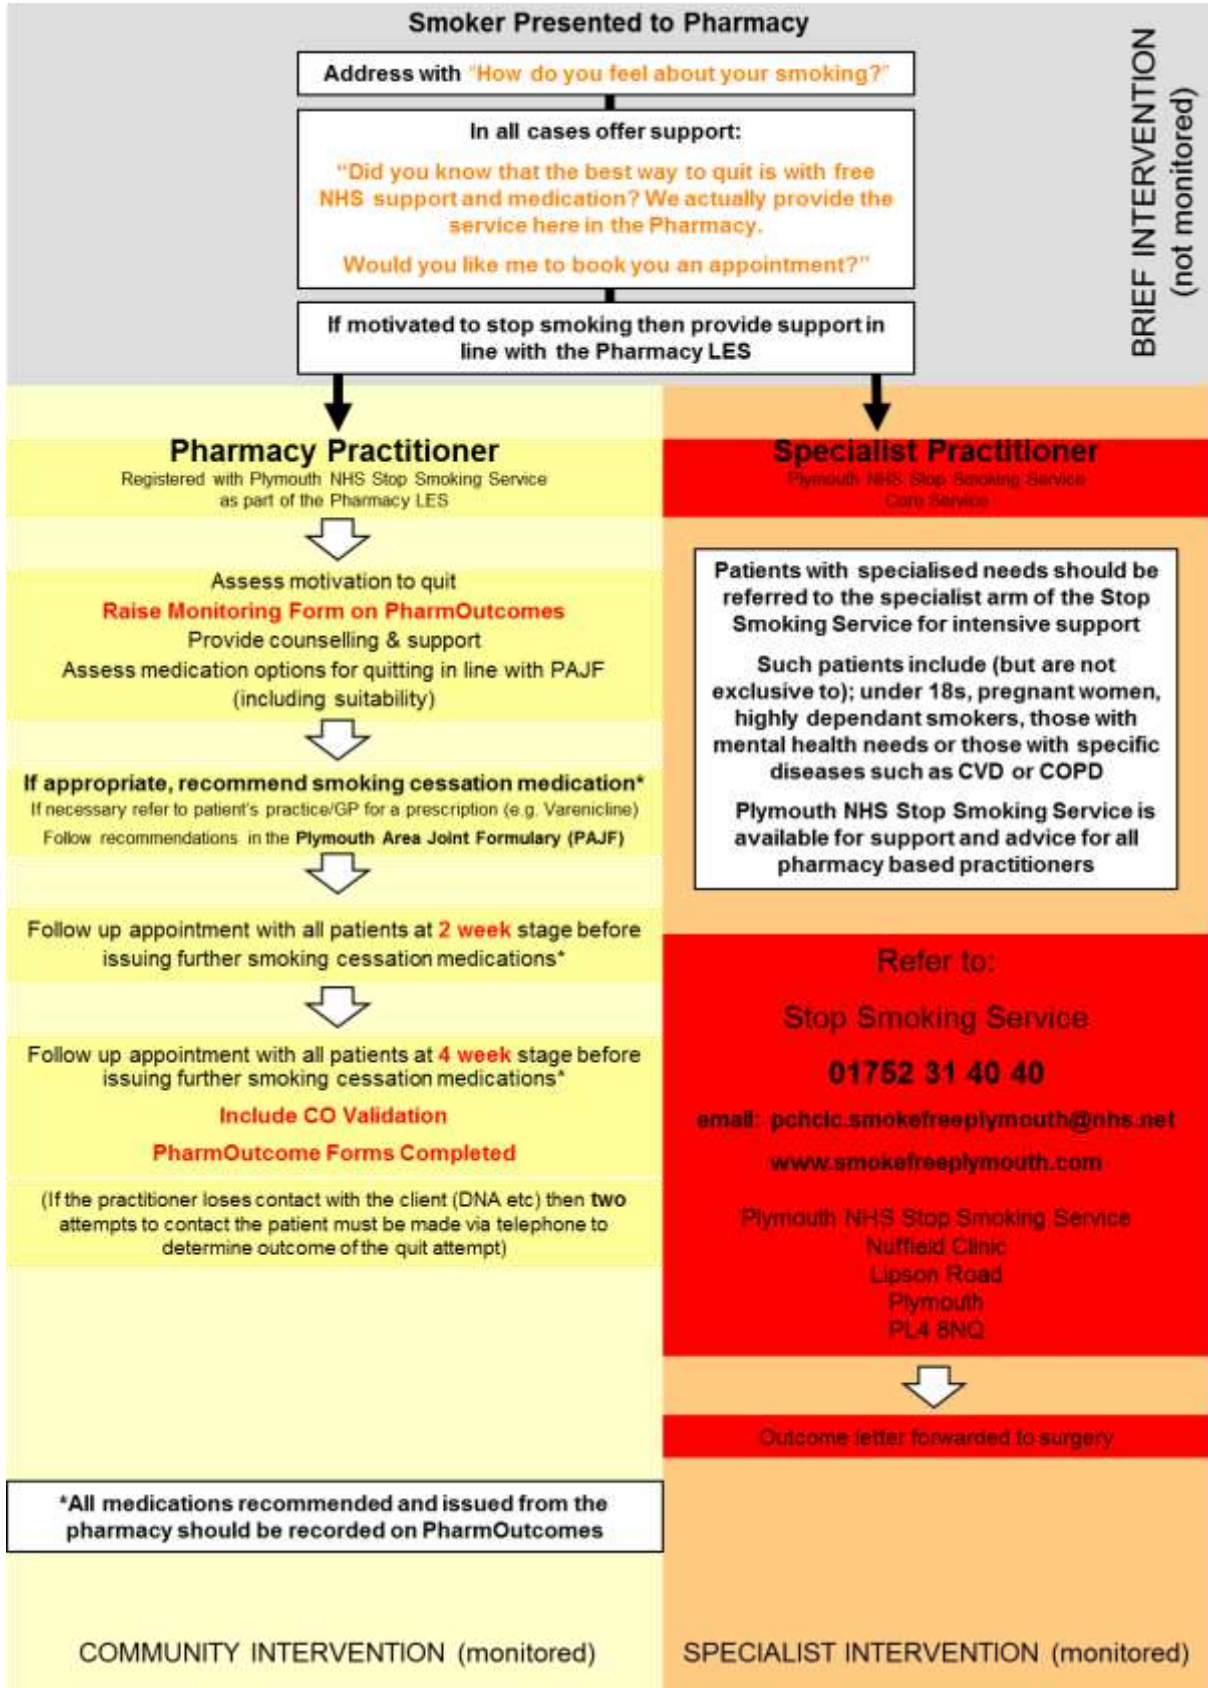 Smoker Presented to Pharmacy
Address with "How do you feel about your smoking?"
In all cases offer support:
"Did you know that the best way to quit is with free
NHS support and medication? We actually provide the
service here in the Pharmacy.
Would you like me to book you an appointment?"
If motivated to stop smoking then provide support in
line with the Pharmacy LES
BRIEF INTERVENTION
(not monitored)
Pharmacy Practitioner
Registered with Plymouth NHS Stop Smoking Service
as part of the Pharmacy LES
Assess motivation to quit
Raise Monitoring Form on PharmOutcomes
Provide counselling & support
Assess medication options for quitting in line with PAJF
(including suitability)
If appropriate, recommend smoking cessation medication*
If necessary refer to patient's practice/GP for a prescription (e.g. Varenicline)
Follow recommendations in the Plymouth Area Joint Formulary (PAJF)
Follow up appointment with all patients at 2 week stage before
issuing further smoking cessation medications*
Follow up appointment with all patients at 4 week stage before
issuing further smoking cessation medications*
Include CO Validation
PharmOutcome Forms Completed
(If the practitioner loses contact with the client (DNA etc) then two
attempts to contact the patient must be made via telephone to
determine outcome of the quit attempt)
*All medications recommended and issued from the
pharmacy should be recorded on PharmOutcomes
COMMUNITY INTERVENTION (monitored)
Specialist Practitioner
Plymouth NHS Stop Smoking Service
Core Service
Patients with specialised needs should be
referred to the specialist arm of the Stop
Smoking Service for intensive support
Such patients include (but are not
exclusive to); under 18s, pregnant women,
highly dependant smokers, those with
mental health needs or those with specific
diseases such as CVD or COPD
Plymouth NHS Stop Smoking Service is
available for support and advice for all
pharmacy based practitioners
Refer to:
Stop Smoking Service
01752 31 40 40
email: pchcic.smokefreeplymouth@nhs.net
www.smokefreeplymouth.com
Plymouth NHS Stop Smoking Service
Nuffield Clinic
Lipson Road
Plymouth
PL4 8NQ
Outcome letter forwarded to surgery
SPECIALIST INTERVENTION (monitored)